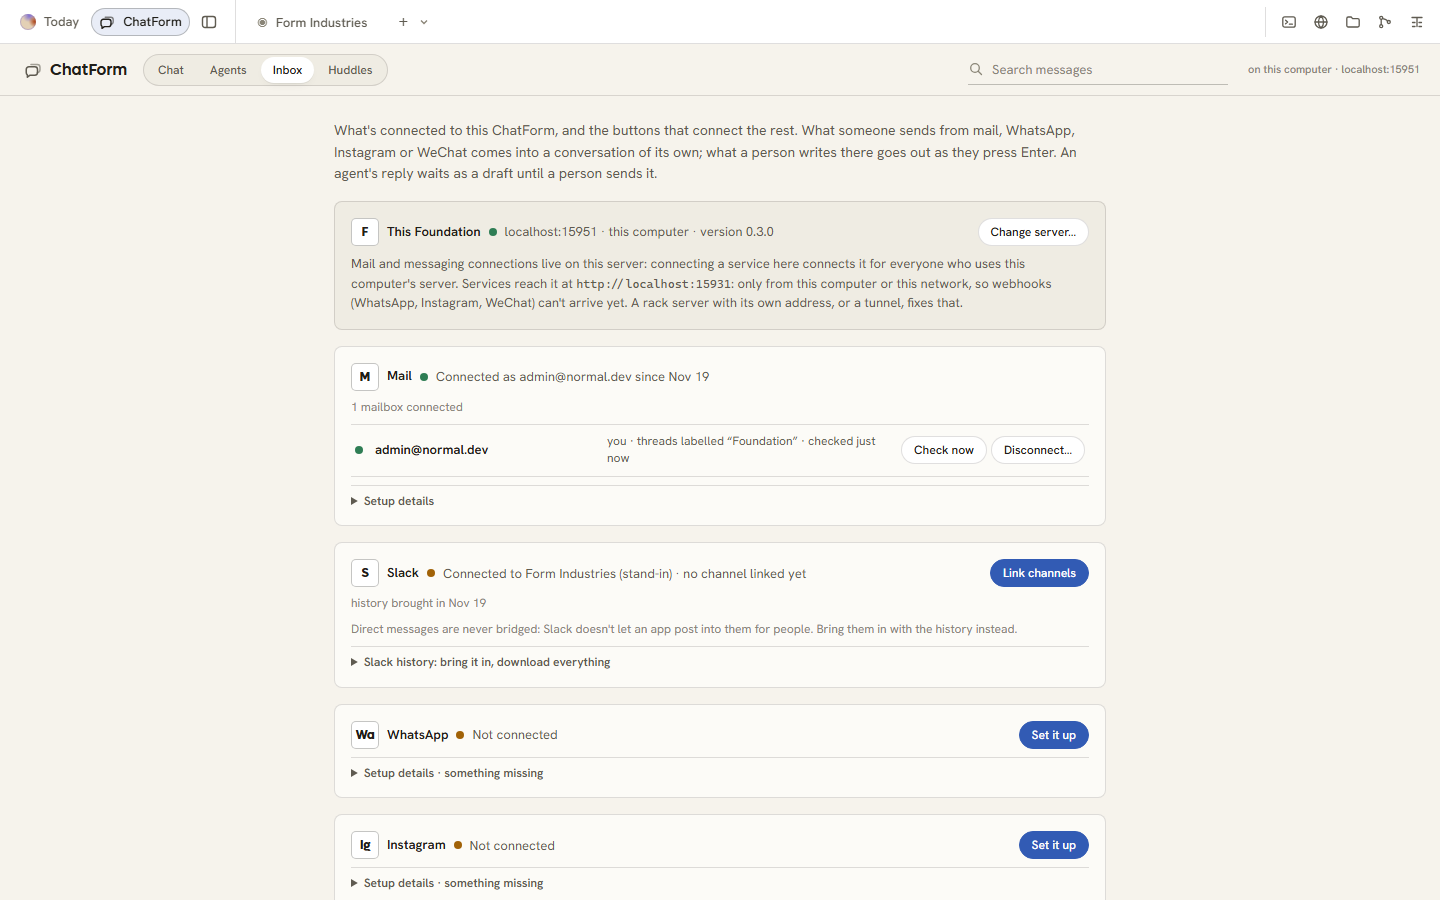 Today
ChatForm
Form Industries
ChatForm
Chat
Agents
Inbox
Huddles
Search messages
on this computer · localhost:15951
What's connected to this ChatForm, and the buttons that connect the rest. What someone sends from mail, WhatsApp,
Instagram or WeChat comes into a conversation of its own; what a person writes there goes out as they press Enter. An
agent's reply waits as a draft until a person sends it.
F
This Foundation
localhost:15951 · this computer · version 0.3.0
Change server...
Mail and messaging connections live on this server: connecting a service here connects it for everyone who uses this
computer's server. Services reach it at http://localhost:15931: only from this computer or this network, so webhooks
(WhatsApp, Instagram, WeChat) can't arrive yet. A rack server with its own address, or a tunnel, fixes that.
M
Mail
Connected as admin@normal.dev since Nov 19
1 mailbox connected
admin@normal.dev
you · threads labelled “Foundation” · checked just
now
Check now
Disconnect...
Setup details
S
Slack
Connected to Form Industries (stand-in) · no channel linked yet
Link channels
history brought in Nov 19
Direct messages are never bridged: Slack doesn't let an app post into them for people. Bring them in with the history instead.
Slack history: bring it in, download everything
Wa
WhatsApp
Not connected
Set it up
Setup details · something missing
Ig
Instagram
Not connected
Set it up
Setup details · something missing